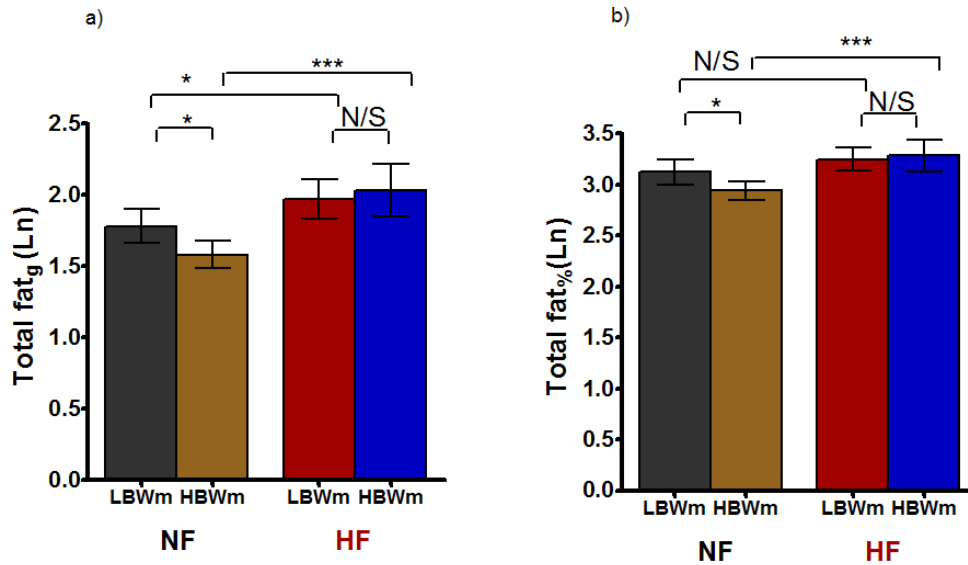 a)
***
*
*
N/S
Total fatg (Ln)
2.5
2.0
1.5
1.0
0.5
0.0
LBWm HBWm LBWm HBWm
NF HF
b)
***
N/S
*
N/S
Total fat%(Ln)
3.5
3.0
2.5
2.0
1.5
1.0
0.5
0.0
LBWm HBWm LBWm HBWm
NF HF